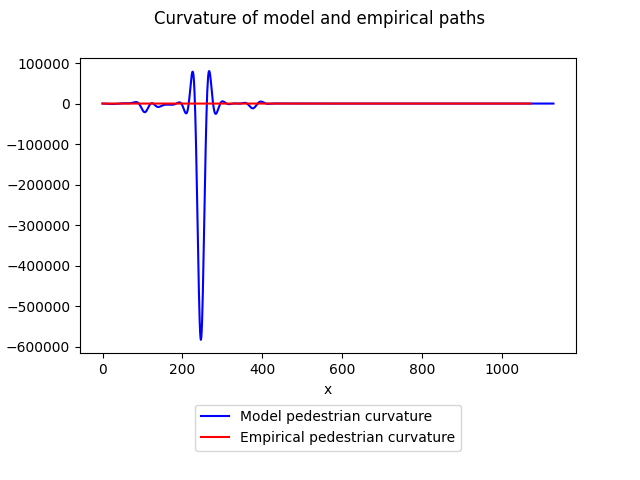 Curvature of model and empirical paths
100000
0
−100000
−200000
−300000
−400000
−500000
−600000
0 200 400 600 800 1000
x
Model pedestrian curvature
Empirical pedestrian curvature